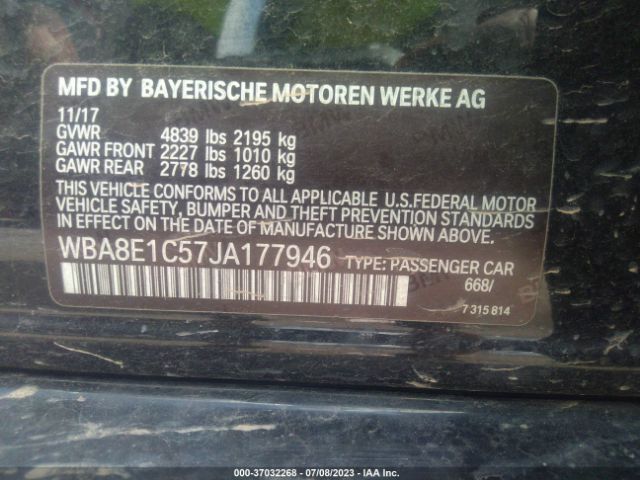 MFD BY BAYERISCHE MOTOREN WERKE AG
11/17
GVWR 4839 lbs 2195 kg
GAWR FRONT 2227 lbs 1010 kg
GAWR REAR 2778 lbs 1260 kg
THIS VEHICLE CONFORMS TO ALL APPLICABLE U.S.FEDERAL MOTOR
VEHICLE SAFETY, BUMPER AND THEFT PREVENTION STANDARDS
IN EFFECT ON THE DATE OF MANUFACTURE SHOWN ABOVE.
WBA8E1C57JA177946 TYPE: PASSENGER CAR
668/
7 315 814
000-37032268 - 07/08/2023 - IAA Inc.